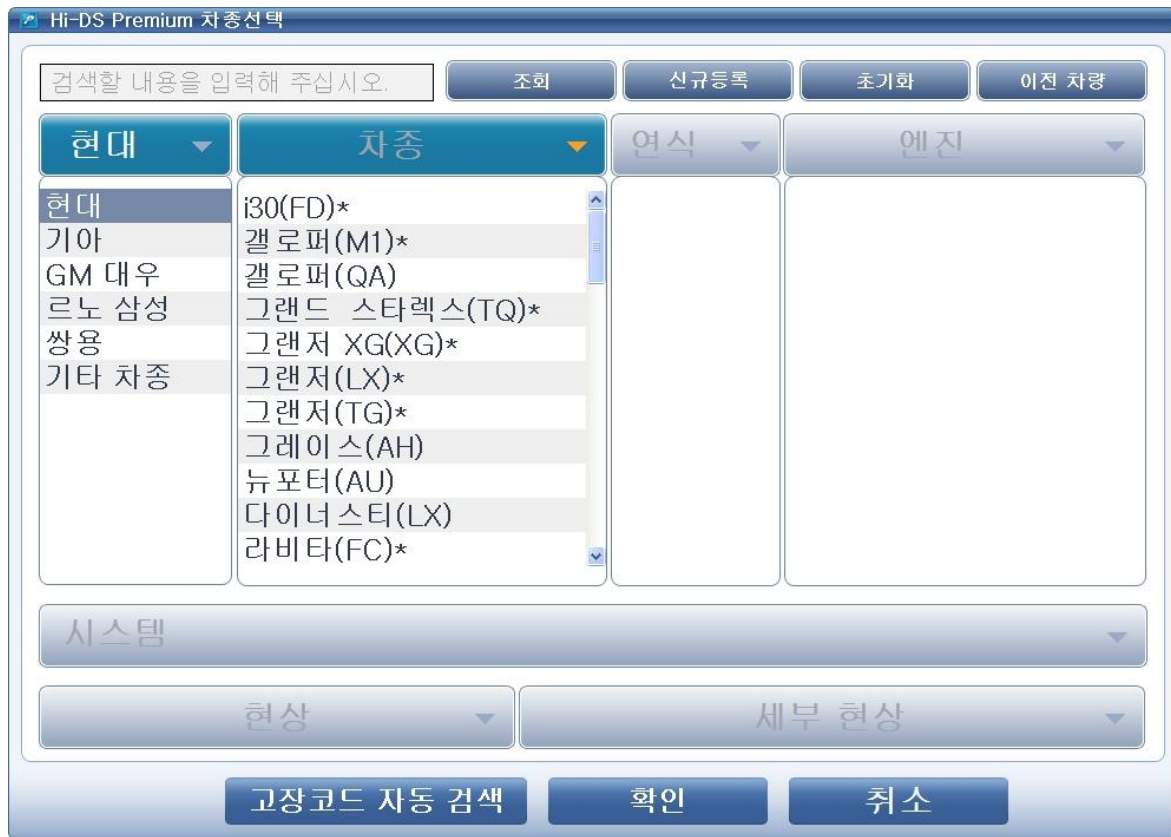 Hi-DS Premium 차종선택
검색할 내용을 입력해 주십시오. 조회 신규등록 초기화 이전 차량
현대 차종 연식 엔진
현대 i30(FD)*
기아 갤로퍼(M1)*
GM 대우 갤로퍼(QA)
르노 삼성 그랜드 스타렉스(TQ)*
쌍용 그랜저 XG(XG)*
기타 차종 그랜저(LX)*
그랜저(TG)*
그레이스(AH)
뉴포터(AU)
다이너스티(LX)
라비타(FC)*
시스템
현상 세부 현상
고장코드 자동 검색 확인 취소